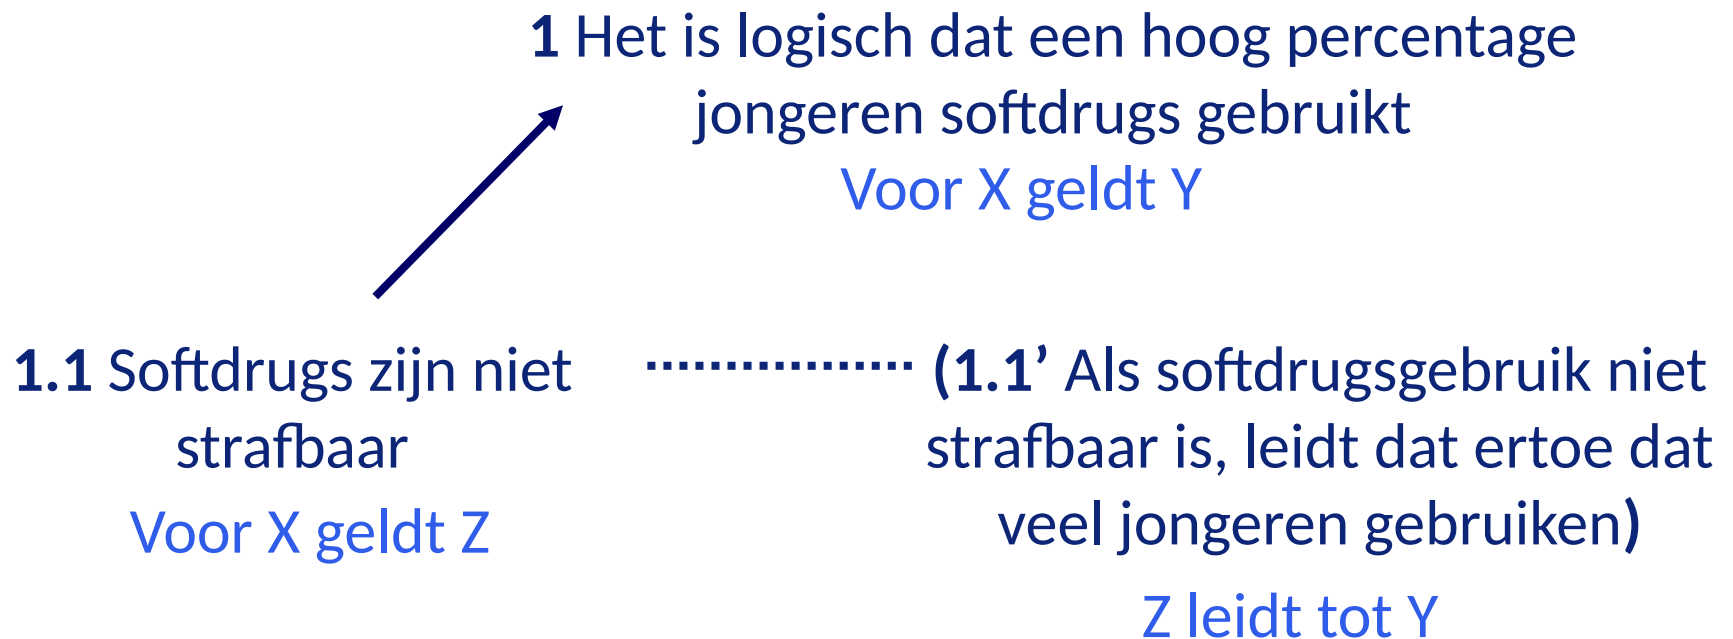 1 Het is logisch dat een hoog percentage
jongeren softdrugs gebruikt
Voor X geldt Y
1.1 Softdrugs zijn niet
strafbaar
Voor X geldt Z
(1.1’ Als softdrugsgebruik niet
strafbaar is, leidt dat ertoe dat
veel jongeren gebruiken)
Z leidt tot Y